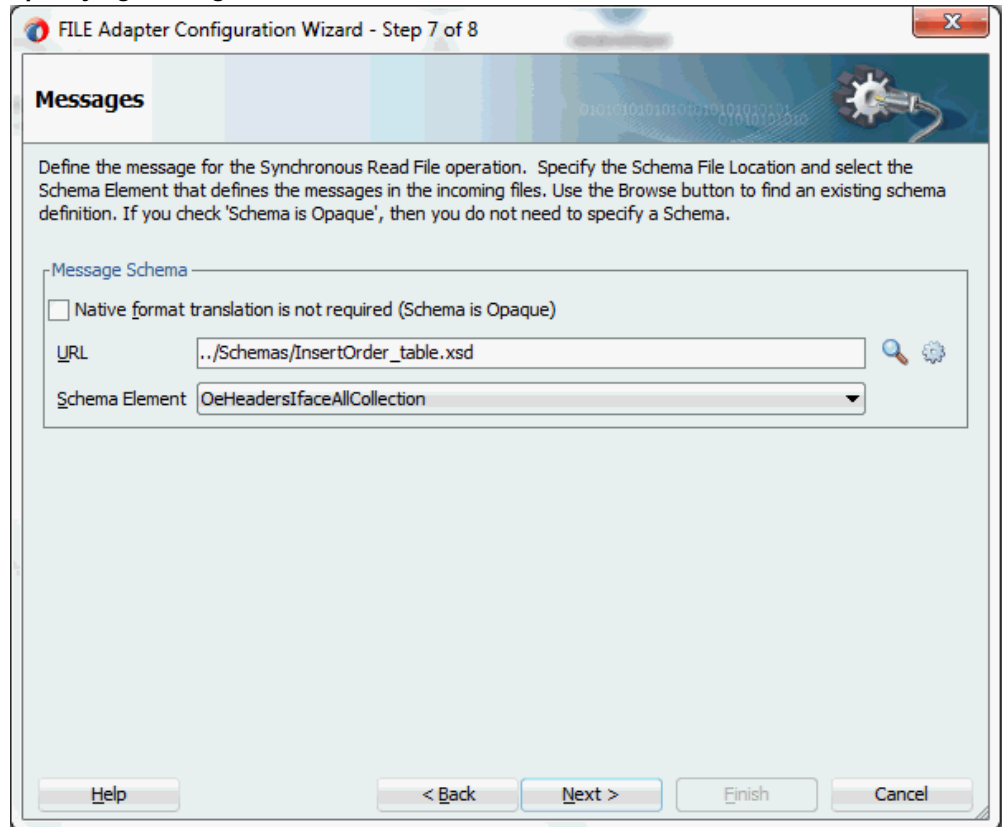 FILE Adapter Configuration Wizard - Step 7 of 8
Messages
Define the message for the Synchronous Read File operation.  Specify the Schema File Location and select the
Schema Element that defines the messages in the incoming files. Use the Browse button to find an existing schema
definition. If you check 'Schema is Opaque', then you do not need to specify a Schema.
Message Schema
Native format translation is not required (Schema is Opaque)
URL ../Schemas/InsertOrder_table.xsd
Schema Element OeHeadersIfaceAllCollection
Help < Back Next > Finish Cancel